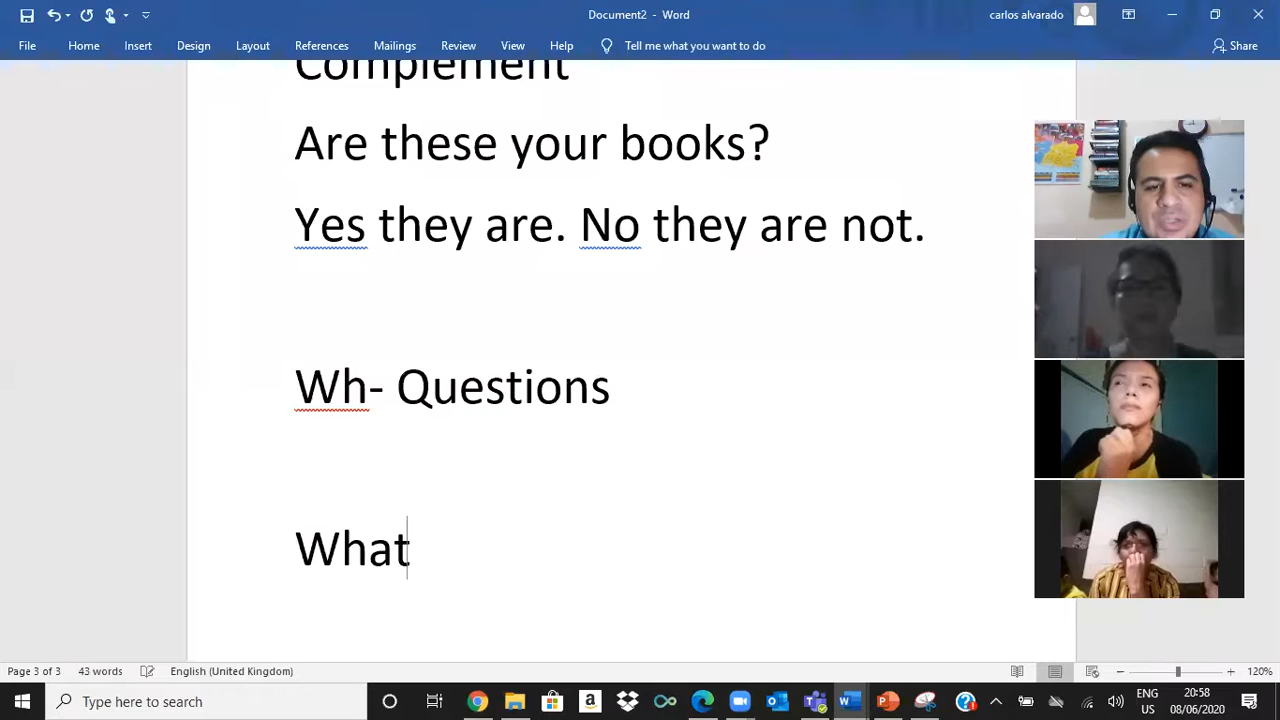 Document2 - Word
carlos alvarado
File Home Insert Design Layout References Mailings Review View Help Tell me what you want to do Share
Complement
Are these your books?
Yes they are. No they are not.
Wh- Questions
What
Page 3 of 3 43 words English (United Kingdom) 120%
Type here to search
ENG 20:58
US 08/06/2020